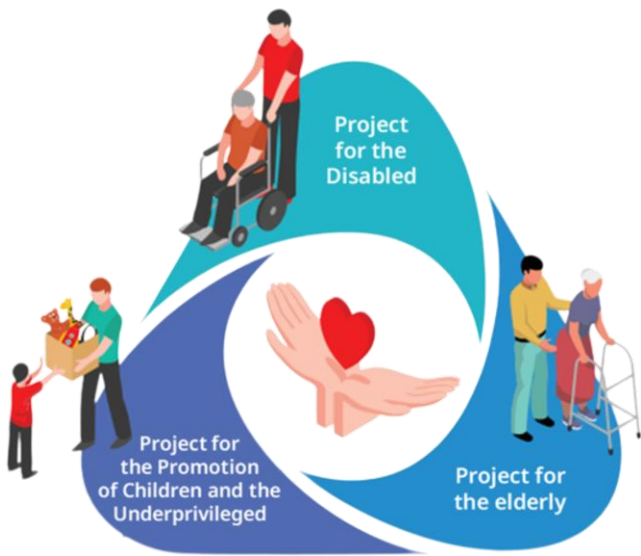 Project
for the
Disabled
Project for
the Promotion
of Children and the
Underprivileged
Project for
the elderly